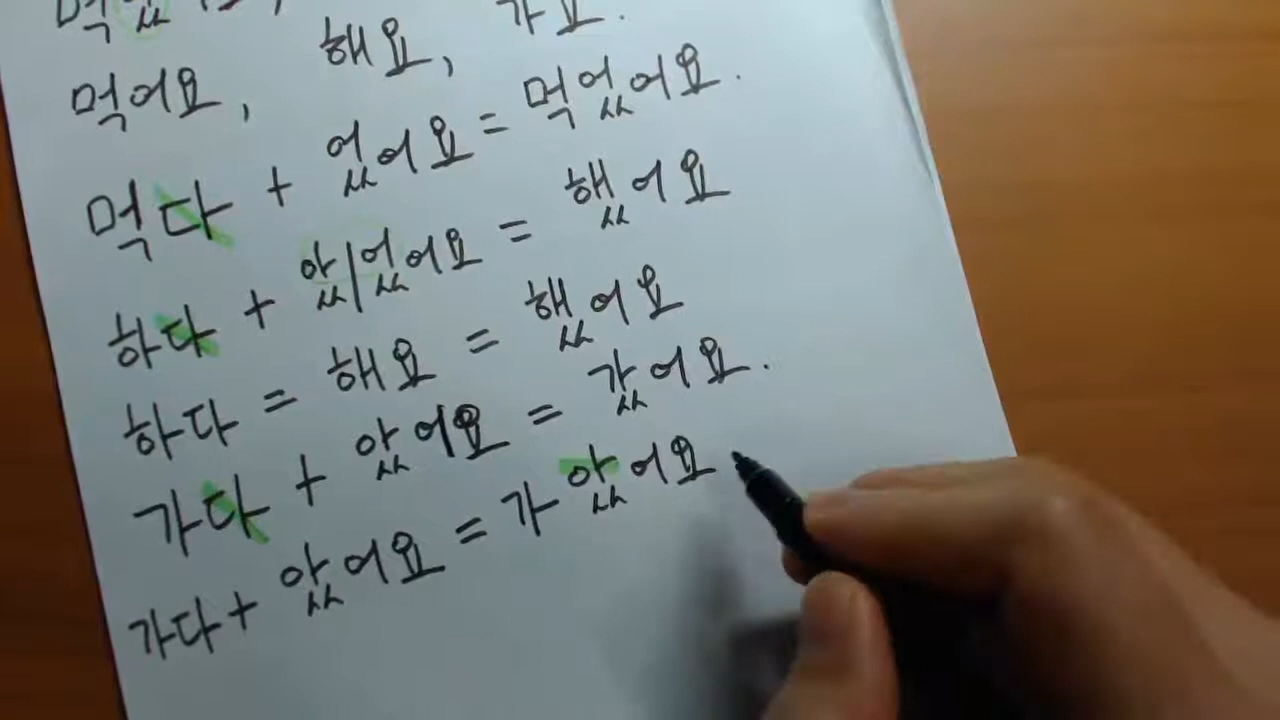 해요, 가요.
먹어요,
먹다 + 었어요 = 먹었어요.
하다 + 았/었어요 = 했어요
하다 = 해요 = 했어요
가다 + 았어요 = 갔어요.
가다+ 았어요 = 가았어요